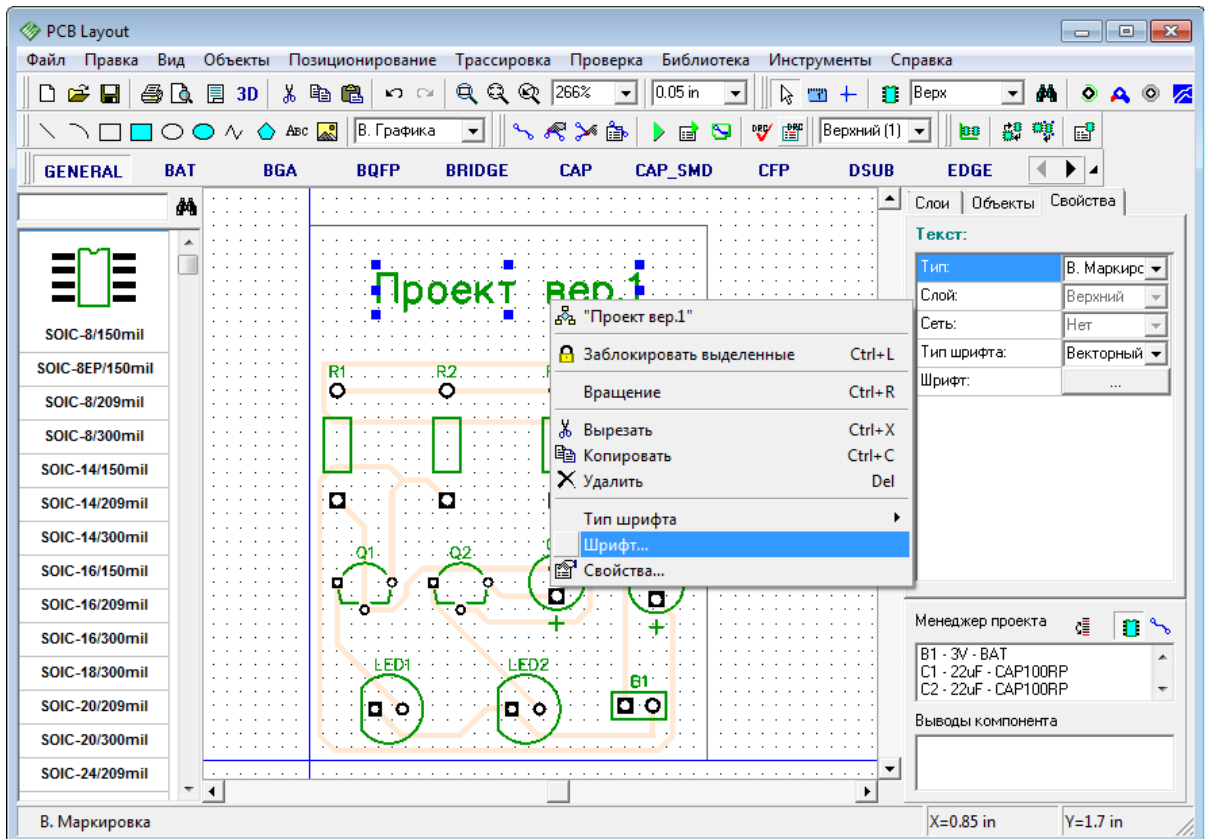 PCB Layout
Файл Правка Вид Объекты Позиционирование Трассировка Проверка Библиотека Инструменты Справка
3D 266% 0.05 in Верх
ABC В. Графика DRC DRC Верхний (1)
GENERAL BAT BGA BQFP BRIDGE CAP CAP_SMD CFP DSUB EDGE
SOIC-8/150mil
SOIC-8EP/150mil
SOIC-8/209mil
SOIC-8/300mil
SOIC-14/150mil
SOIC-14/209mil
SOIC-14/300mil
SOIC-16/150mil
SOIC-16/209mil
SOIC-16/300mil
SOIC-18/300mil
SOIC-20/209mil
SOIC-20/300mil
SOIC-24/209mil
Проект вер.1
R1 R2
Q1 Q2
LED1 LED2 B1
"Проект вер.1"
Заблокировать выделенные Ctrl+L
Вращение Ctrl+R
Вырезать Ctrl+X
Копировать Ctrl+C
Удалить Del
Тип шрифта
Шрифт...
Свойства...
Слои Объекты Свойства
Текст:
Тип: В. Маркирс
Слой: Верхний
Сеть: Нет
Тип шрифта: Векторный
Шрифт: ...
Менеджер проекта
B1 - 3V - BAT
C1 - 22uF - CAP100RP
C2 - 22uF - CAP100RP
Выводы компонента
В. Маркировка X=0.85 in Y=1.7 in